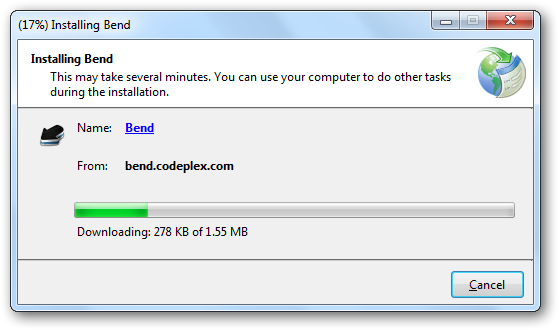 (17%) Installing Bend
Installing Bend
This may take several minutes. You can use your computer to do other tasks
during the installation.
Name: Bend
From: bend.codeplex.com
Downloading: 278 KB of 1.55 MB
Cancel